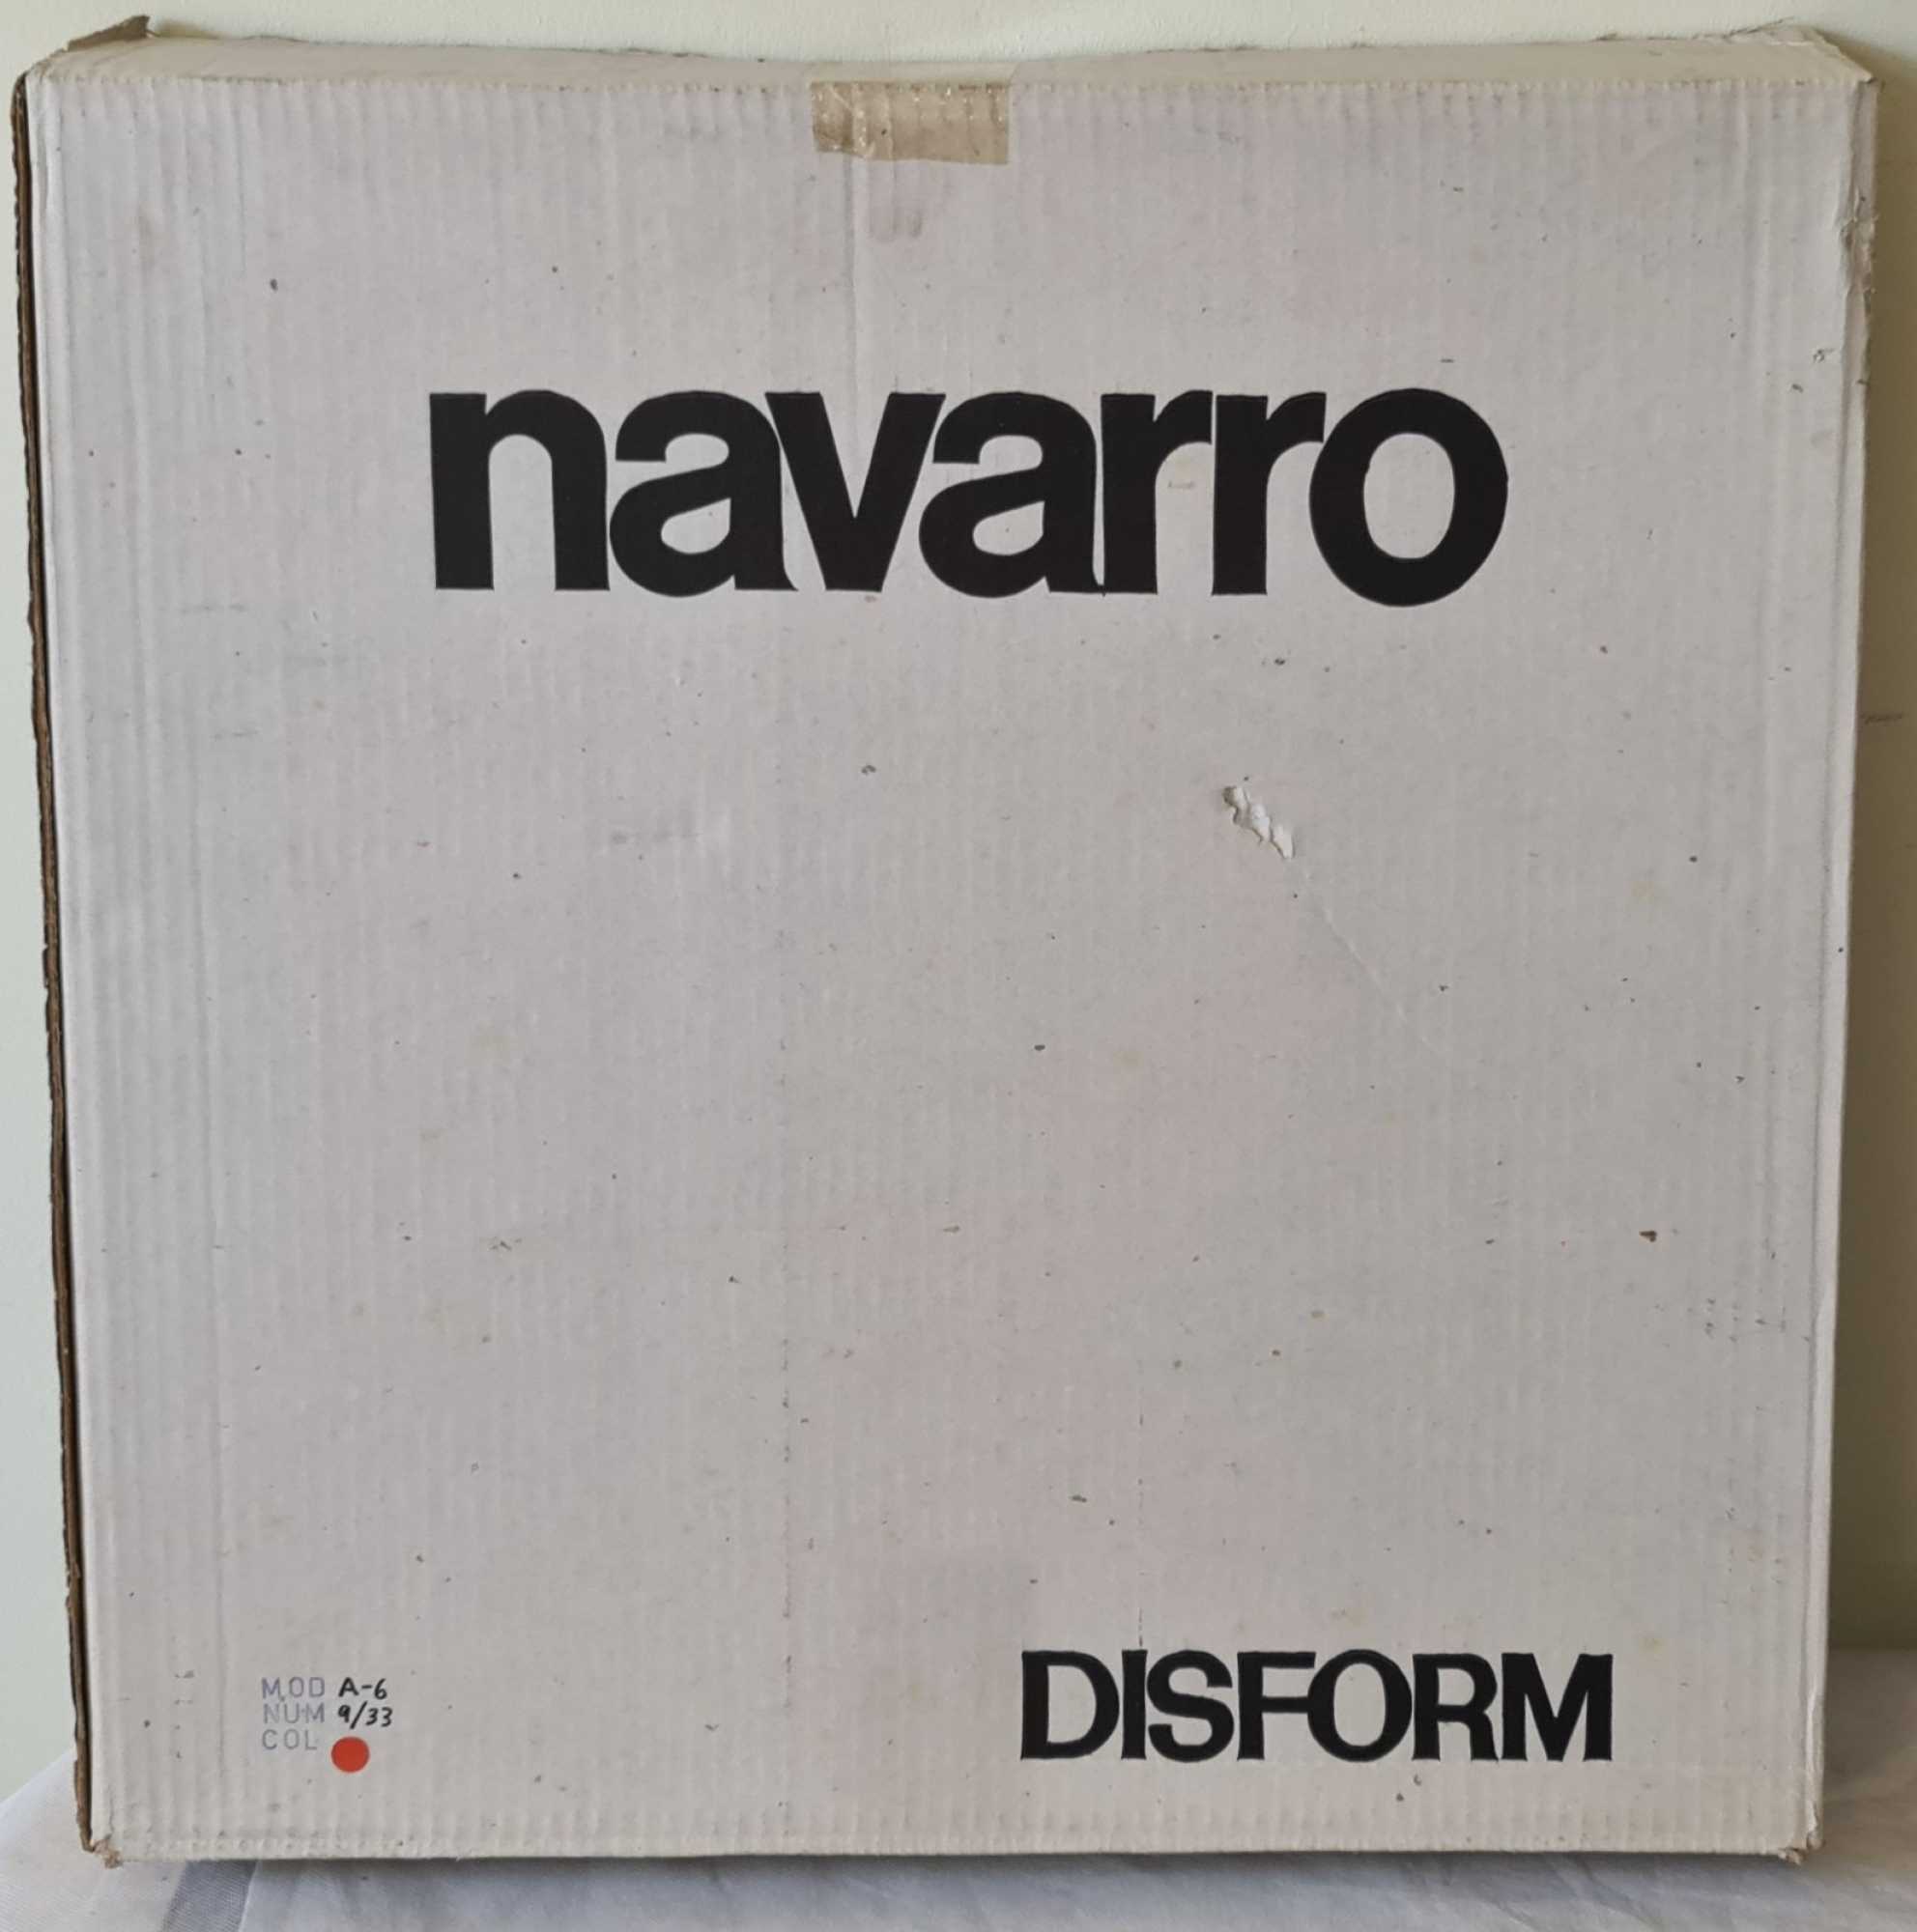 navarro
MOD A-6
NUM 9/33
COL
DISFORM